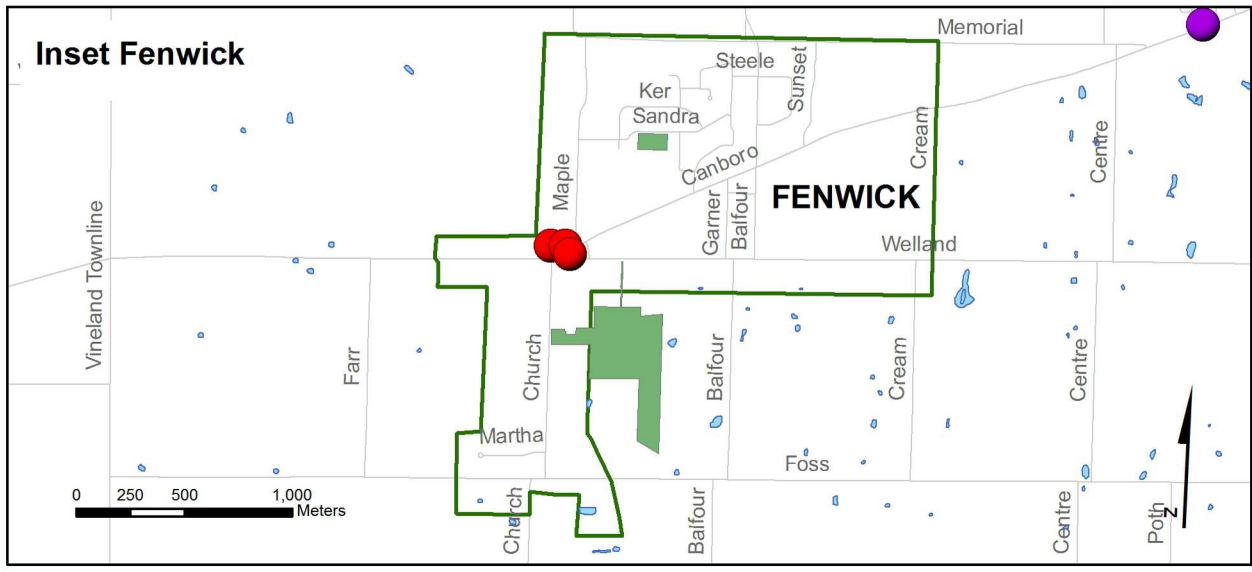 Inset Fenwick
Memorial
Steele
Sunset
Ker
Sandra
Cream
Centre
Canboro
Maple
FENWICK
Garner
Balfour
Welland
Vineland Townline
Farr
Church
Balfour
Cream
Centre
Martha
Foss
0 250 500 1,000
Meters
Church
Balfour
Centre
Poth
N